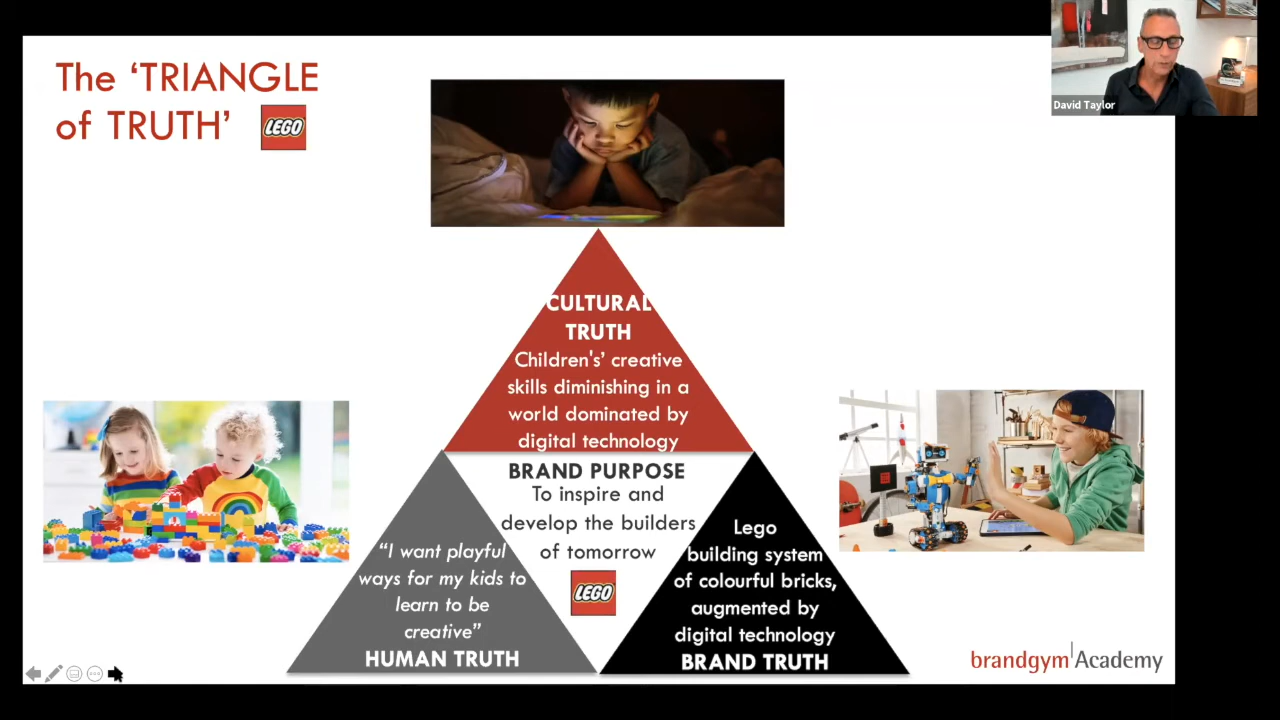 The ‘TRIANGLE
of TRUTH’
LEGO
David Taylor
CULTURAL
TRUTH
Children's’ creative
skills diminishing in a
world dominated by
digital technology
BRAND PURPOSE
To inspire and
develop the builders
of tomorrow
LEGO
“I want playful
ways for my kids to
learn to be
creative”
HUMAN TRUTH
Lego
building system
of colourful bricks,
augmented by
digital technology
BRAND TRUTH
brandgym Academy